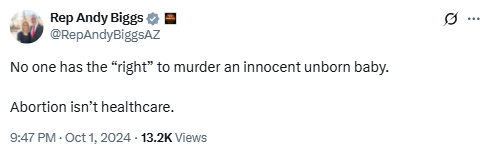 Rep Andy Biggs
@RepAndyBiggsAZ
No one has the “right” to murder an innocent unborn baby.
Abortion isn’t healthcare.
9:47 PM · Oct 1, 2024 · 13.2K Views